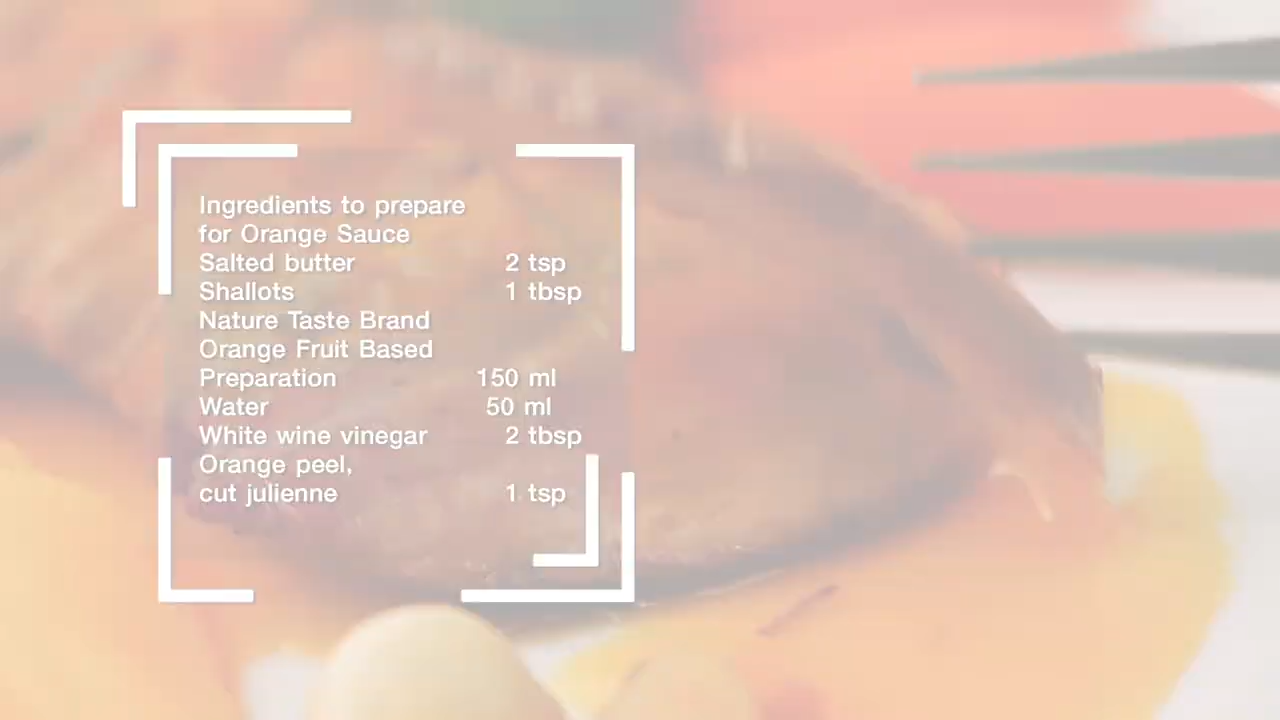 Ingredients to prepare
for Orange Sauce
Salted butter 2 tsp
Shallots 1 tbsp
Nature Taste Brand
Orange Fruit Based
Preparation 150 ml
Water 50 ml
White wine vinegar 2 tbsp
Orange peel,
cut julienne 1 tsp